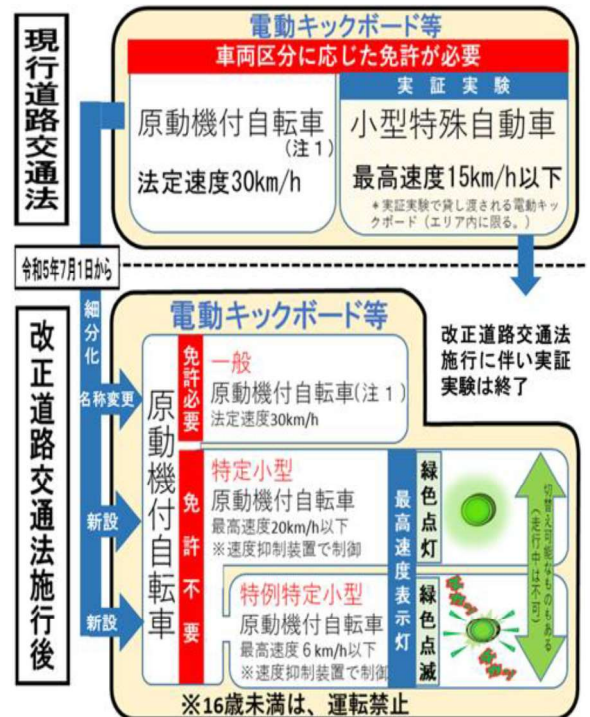 現行道路交通法
電動キックボード等
車両区分に応じた免許が必要
原動機付自転車
(注1)
法定速度30km/h
実証実験
小型特殊自動車
最高速度15km/h以下
*実証実験で貸し渡される電動キッ
クボード(エリア内に限る。)
令和5年7月1日から
改正道路交通法
施行に伴い実証
実験は終了
改正道路交通法施行後
細分化
名称変更
新設
新設
電動キックボード等
原動機付自転車
免許必要
一般
原動機付自転車(注1)
法定速度30km/h
免許不要
特定小型
原動機付自転車
最高速度20km/h以下
※速度抑制装置で制御
特例特定小型
原動機付自転車
最高速度6km/h以下
※速度抑制装置で制御
最高速度表示灯
緑色点灯
緑色点滅
切替え可能なものもある
(走行中は不可)
※16歳未満は、運転禁止